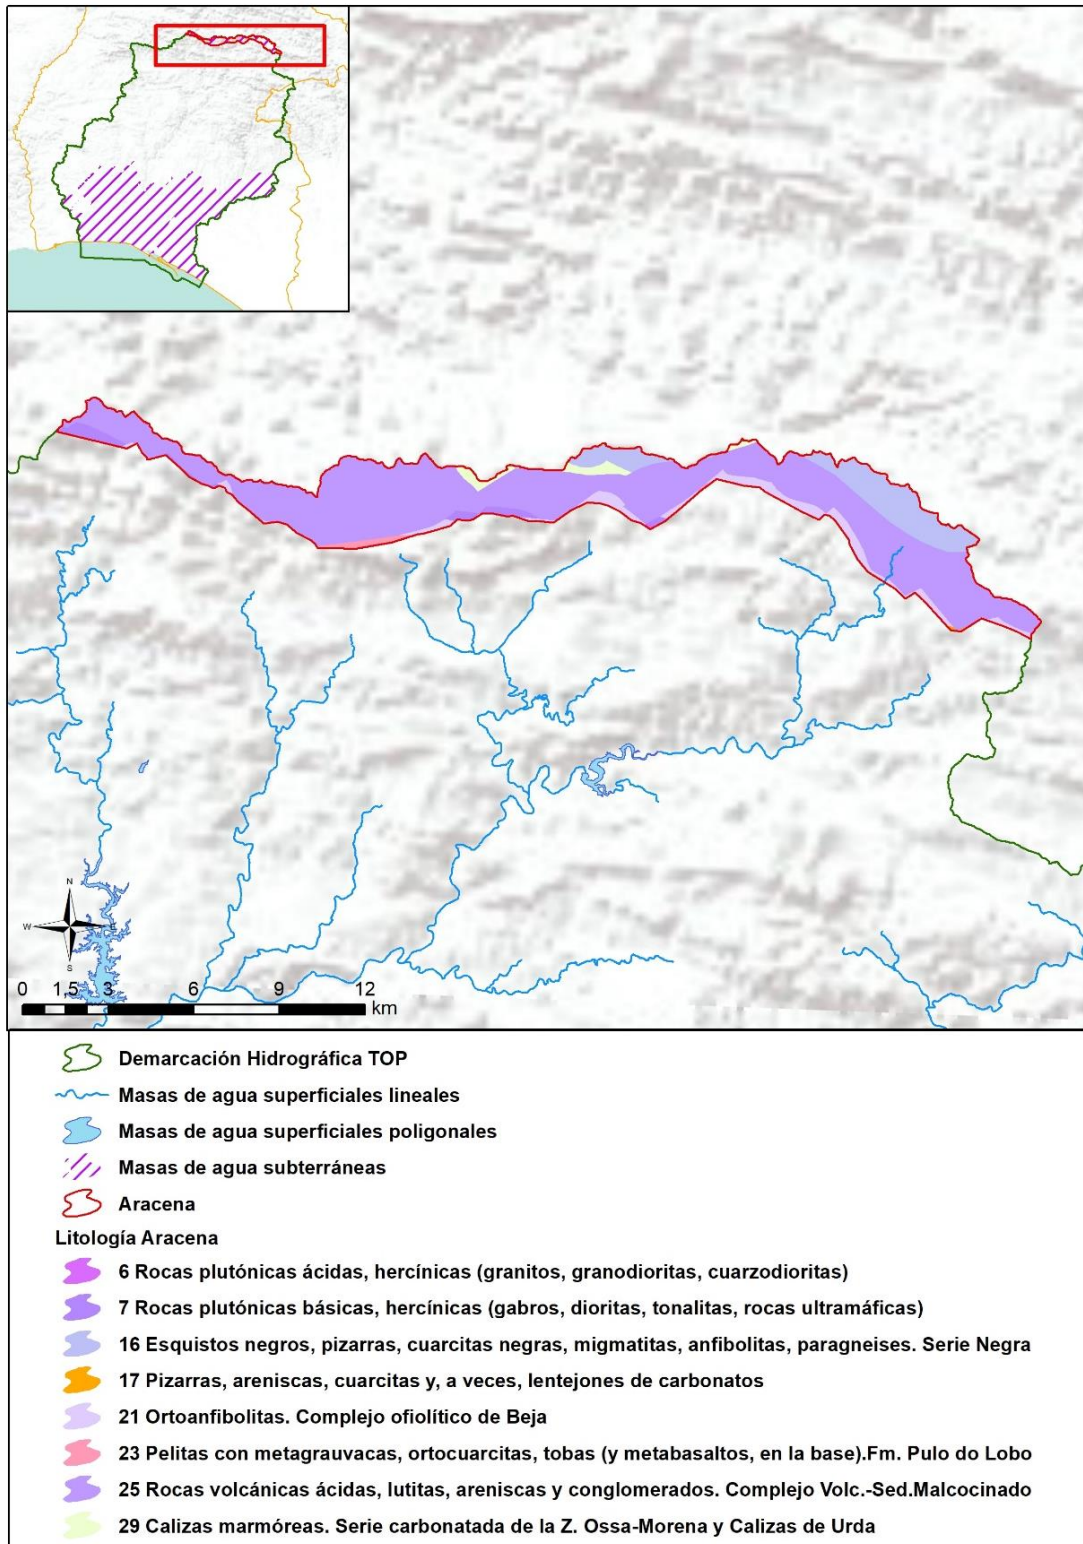 N
W E
S
0 1,5 3 6 9 12
km
Demarcación Hidrográfica TOP
Masas de agua superficiales lineales
Masas de agua superficiales poligonales
Masas de agua subterráneas
Aracena
Litología Aracena
6 Rocas plutónicas ácidas, hercínicas (granitos, granodioritas, cuarzodioritas)
7 Rocas plutónicas básicas, hercínicas (gabros, dioritas, tonalitas, rocas ultramáficas)
16 Esquistos negros, pizarras, cuarcitas negras, migmatitas, anfibolitas, paragneises. Serie Negra
17 Pizarras, areniscas, cuarcitas y, a veces, lentejones de carbonatos
21 Ortoanfibolitas. Complejo ofiolítico de Beja
23 Pelitas con metagrauvacas, ortocuarcitas, tobas (y metabasaltos, en la base).Fm. Pulo do Lobo
25 Rocas volcánicas ácidas, lutitas, areniscas y conglomerados. Complejo Volc.-Sed.Malcocinado
29 Calizas marmóreas. Serie carbonatada de la Z. Ossa-Morena y Calizas de Urda